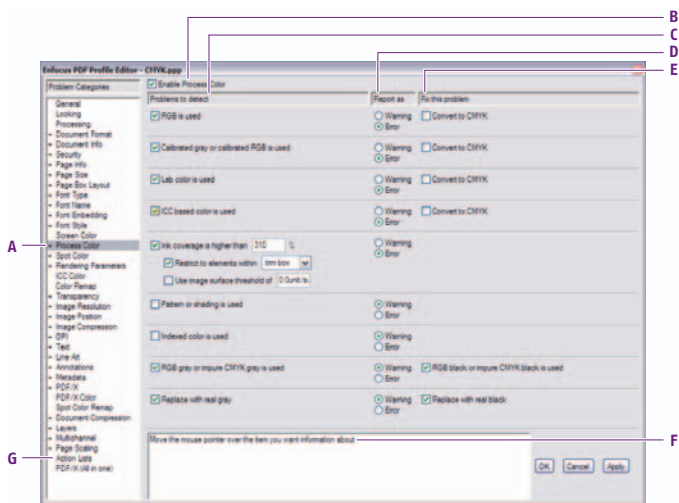 B
C
D
E
Enfocus PDF Profile Editor - CMYK.ppp
Problem Categories
Enable Process Color
Problems to detect Report as Fix this problem
General
Locking
Processing
Document Format
Document Info
Security
Page Info
Page Size
Page Box Layout
Font Type
Font Name
Font Embedding
Font Style
Screen Color
A
Process Color
Spot Color
Rendering Parameters
ICC Color
Color Remap
Transparency
Image Resolution
Image Position
Image Compression
OPI
Text
Line Art
Annotations
Metadata
PDF/X
PDF/X Color
Spot Color Remap
Document Compression
Layers
Multichannel
Page Scaling
G
Action Lists
PDF/X (All in one)
RGB is used Warning Convert to CMYK
Error
Calibrated gray or calibrated RGB is used Warning Convert to CMYK
Error
Lab color is used Warning Convert to CMYK
Error
ICC based color is used Warning Convert to CMYK
Error
Ink coverage is higher than 310 % Warning
Error
Restrict to elements within trim box
Use image surface threshold of
Pattern or shading is used Warning
Error
Indexed color is used Warning
Error
RGB gray or impure CMYK gray is used Warning RGB black or impure CMYK black is used
Error
Replace with real gray Warning Replace with real black
Error
Move the mouse pointer over the item you want information about
F
OK Cancel Apply